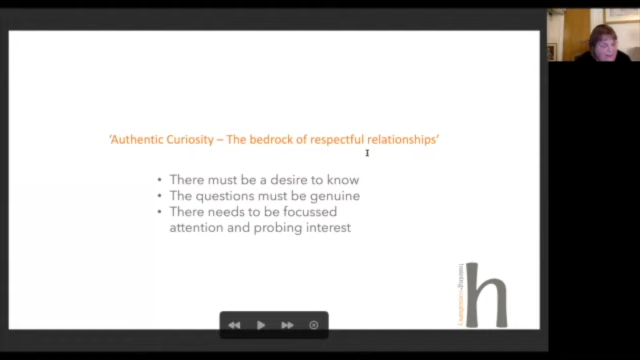 'Authentic Curiosity – The bedrock of respectful relationships'
• There must be a desire to know
• The questions must be genuine
• There needs to be focussed
attention and probing interest
h